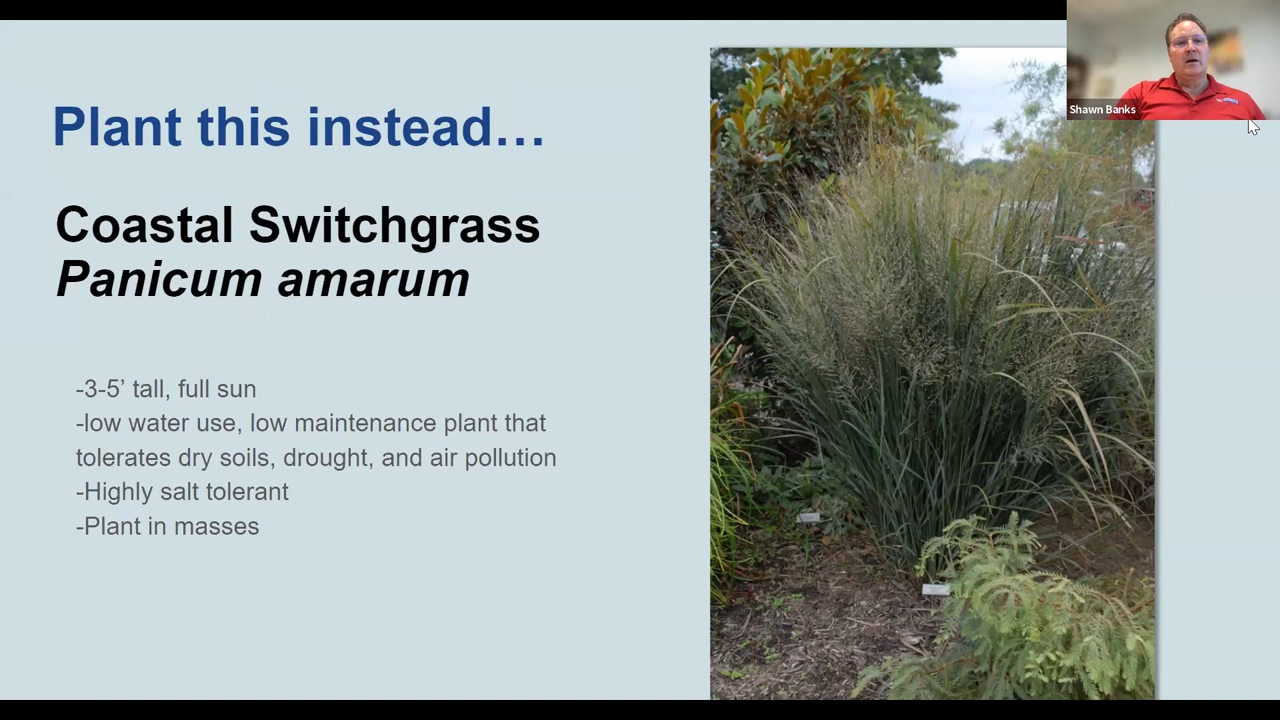 Plant this instead…
Coastal Switchgrass
Panicum amarum
-3-5’ tall, full sun
-low water use, low maintenance plant that
tolerates dry soils, drought, and air pollution
-Highly salt tolerant
-Plant in masses
Shawn Banks